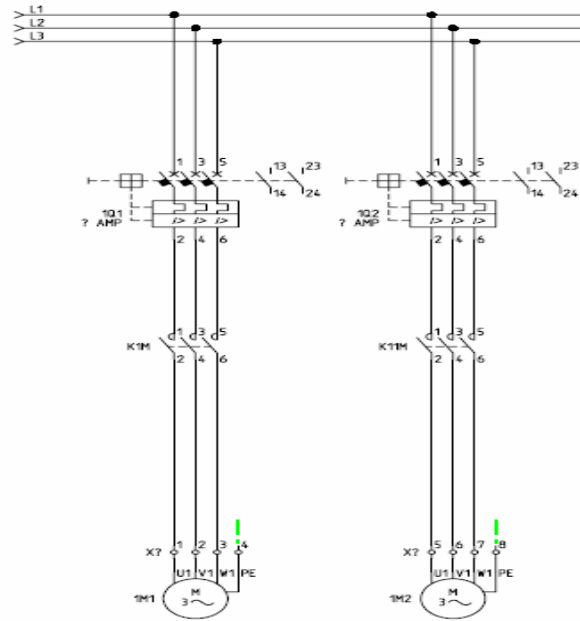 L1
L2
L3
1 3 5 13 23
14 24
1Q1
? AMP
I> I> I>
2 4 6
1 3 5
K1M
2 4 6
1 2 3 4
X?
U1 V1 W1 PE
1M1
M
3 ~
1 3 5 13 23
14 24
1Q2
? AMP
I> I> I>
2 4 6
1 3 5
K11M
2 4 6
5 6 7 8
X?
U1 V1 W1 PE
1M2
M
3 ~